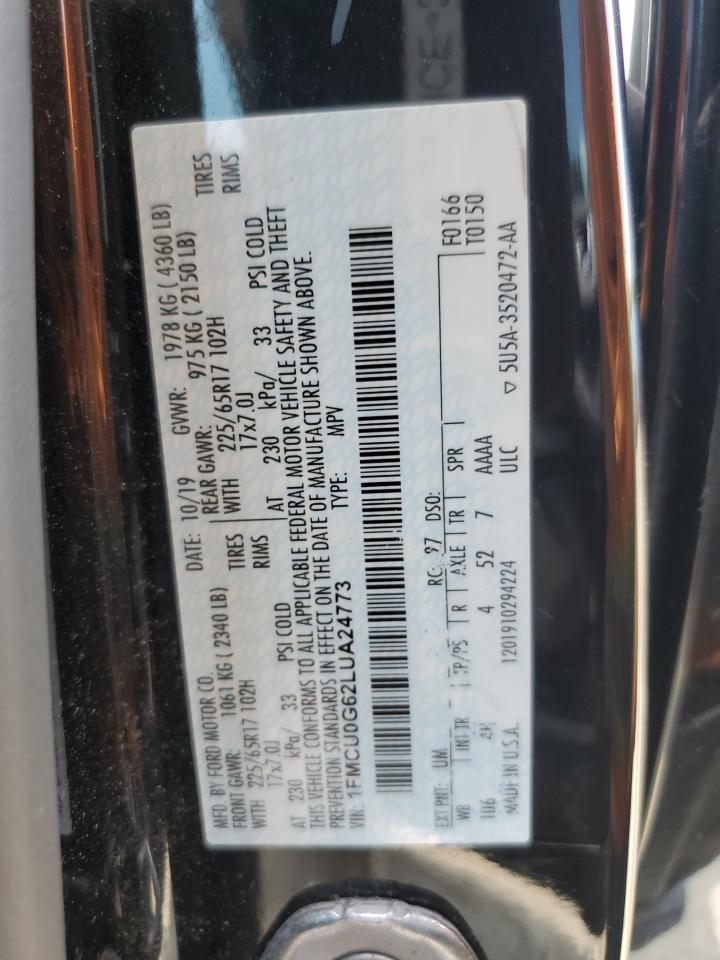 MFD. BY FORD MOTOR CO.
DATE: 10/19 GVWR: 1978 KG ( 4360 LB)
FRONT GAWR: 1061 KG ( 2340 LB) REAR GAWR: 975 KG ( 2150 LB)
WITH 225/65R17 102H TIRES WITH 225/65R17 102H TIRES
17x7.0J RIMS 17x7.0J RIMS
AT 230 kPa/ 33 PSI COLD AT 230 kPa/ 33 PSI COLD
THIS VEHICLE CONFORMS TO ALL APPLICABLE FEDERAL MOTOR VEHICLE SAFETY AND THEFT
PREVENTION STANDARDS IN EFFECT ON THE DATE OF MANUFACTURE SHOWN ABOVE.
VIN: 1FMCU0G62LUA24773 TYPE: MPV
EXT PNT: UM RC: 97 DSO: F0166
WB INT TR TP/PS R AXLE TR SPR T0150
106 4 52 7 AAAA
MADE IN U.S.A. 1201910294224 ULC ▽ 5U5A-3520472-AA